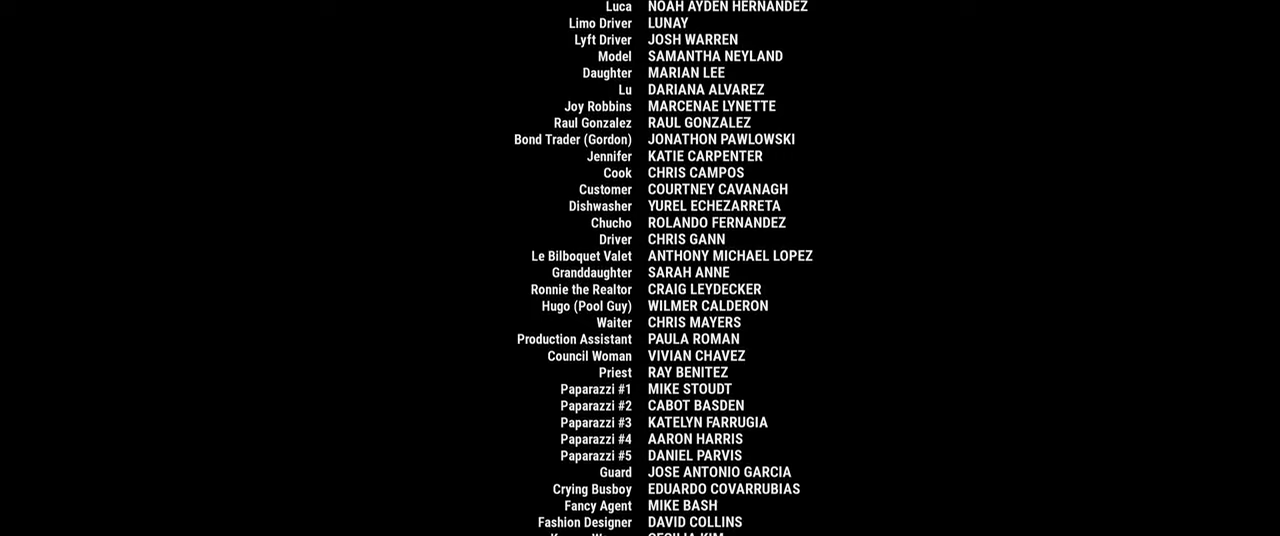 Luca NOAH AYDEN HERNANDEZ
Limo Driver LUNAY
Lyft Driver JOSH WARREN
Model SAMANTHA NEYLAND
Daughter MARIAN LEE
Lu DARIANA ALVAREZ
Joy Robbins MARCENAE LYNETTE
Raul Gonzalez RAUL GONZALEZ
Bond Trader (Gordon) JONATHON PAWLOWSKI
Jennifer KATIE CARPENTER
Cook CHRIS CAMPOS
Customer COURTNEY CAVANAGH
Dishwasher YUREL ECHEZARRETA
Chucho ROLANDO FERNANDEZ
Driver CHRIS GANN
Le Bilboquet Valet ANTHONY MICHAEL LOPEZ
Granddaughter SARAH ANNE
Ronnie the Realtor CRAIG LEYDECKER
Hugo (Pool Guy) WILMER CALDERON
Waiter CHRIS MAYERS
Production Assistant PAULA ROMAN
Council Woman VIVIAN CHAVEZ
Priest RAY BENITEZ
Paparazzi #1 MIKE STOUDT
Paparazzi #2 CABOT BASDEN
Paparazzi #3 KATELYN FARRUGIA
Paparazzi #4 AARON HARRIS
Paparazzi #5 DANIEL PARVIS
Guard JOSE ANTONIO GARCIA
Crying Busboy EDUARDO COVARRUBIAS
Fancy Agent MIKE BASH
Fashion Designer DAVID COLLINS